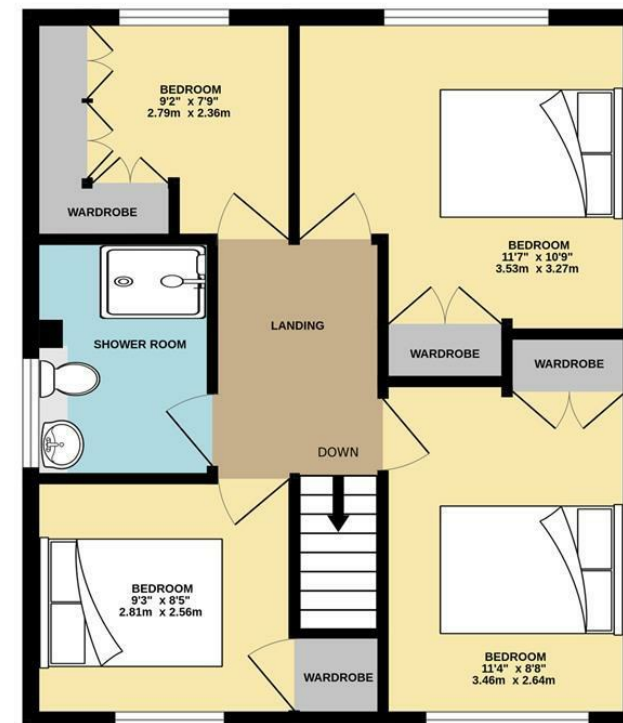 BEDROOM
9'2" x 7'9"
2.79m x 2.36m
WARDROBE
BEDROOM
11'7" x 10'9"
3.53m x 3.27m
LANDING
SHOWER ROOM
WARDROBE
WARDROBE
DOWN
BEDROOM
9'3" x 8'5"
2.81m x 2.56m
BEDROOM
11'4" x 8'8"
3.46m x 2.64m
WARDROBE